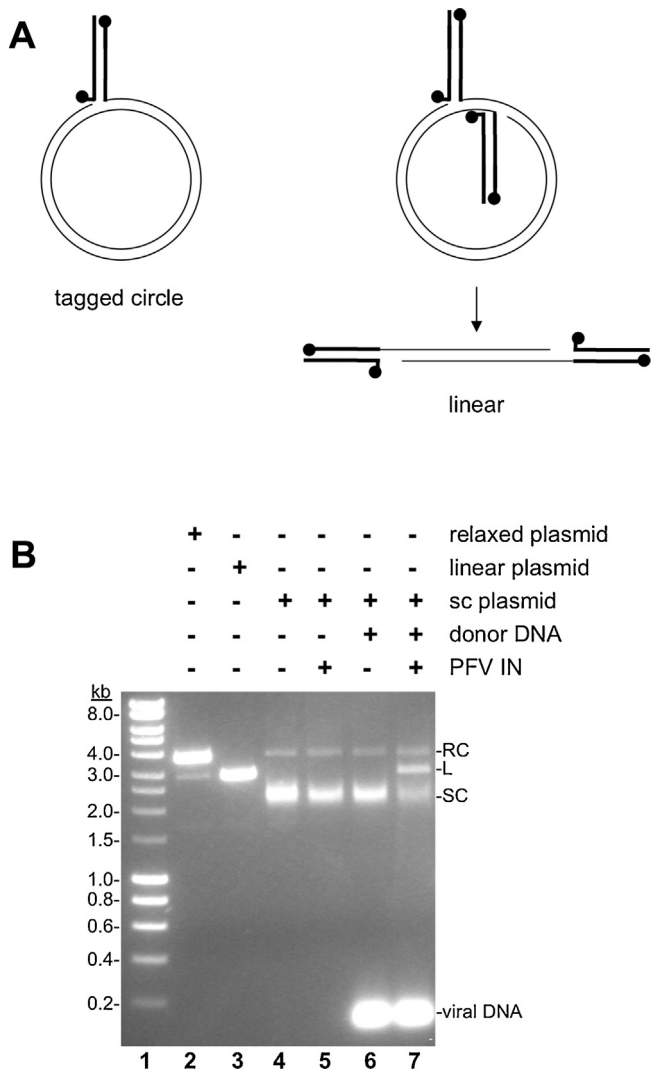 A
tagged circle
linear
B
+ - - - - - relaxed plasmid
- + - - - - linear plasmid
- - + + + + sc plasmid
- - - - + + donor DNA
- - - + - + PFV IN
kb
8.0-
4.0- -RC
3.0- -L
-SC
2.0-
1.5-
1.0-
0.8-
0.6-
0.4-
0.2- -viral DNA
1 2 3 4 5 6 7